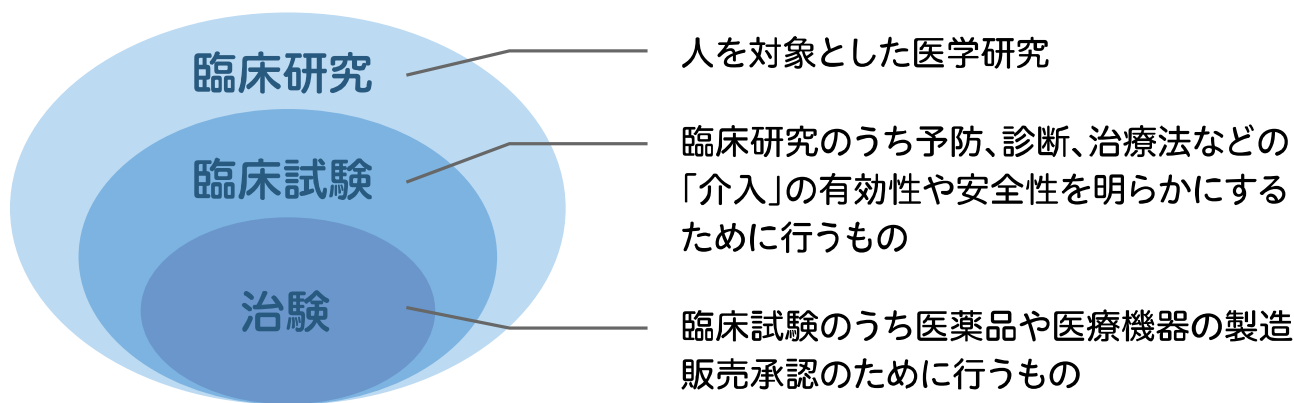 臨床研究
人を対象とした医学研究
臨床試験
臨床研究のうち予防、診断、治療法などの
「介入」の有効性や安全性を明らかにする
ために行うもの
治験
臨床試験のうち医薬品や医療機器の製造
販売承認のために行うもの